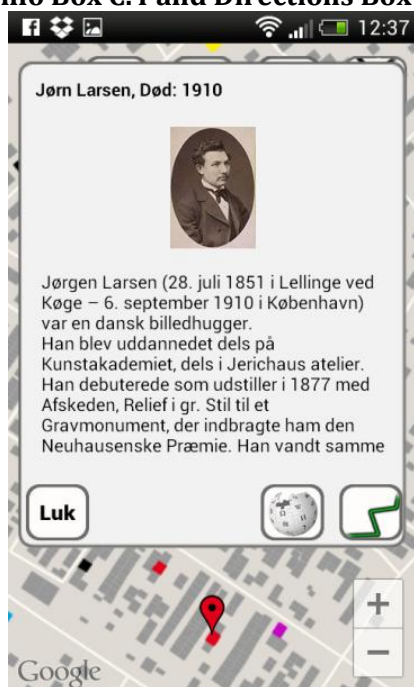 12:37
Jørn Larsen, Død: 1910
Jørgen Larsen (28. juli 1851 i Lellinge ved
Køge – 6. september 1910 i København)
var en dansk billedhugger.
Han blev uddannedet dels på
Kunstakademiet, dels i Jerichaus atelier.
Han debuterede som udstiller i 1877 med
Afskeden, Relief i gr. Stil til et
Gravmonument, der indbragte ham den
Neuhausenske Præmie. Han vandt samme
Luk
+
−
Google